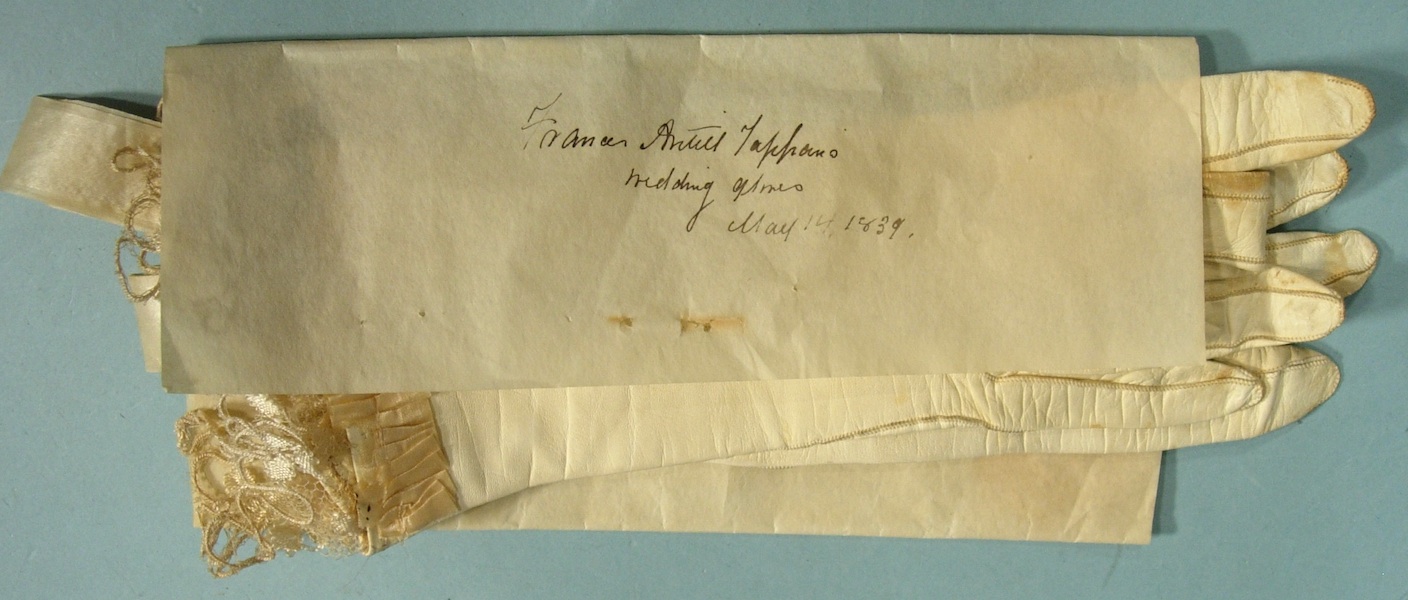 Frances Antill Tappan's
wedding gloves
May 14, 1839.